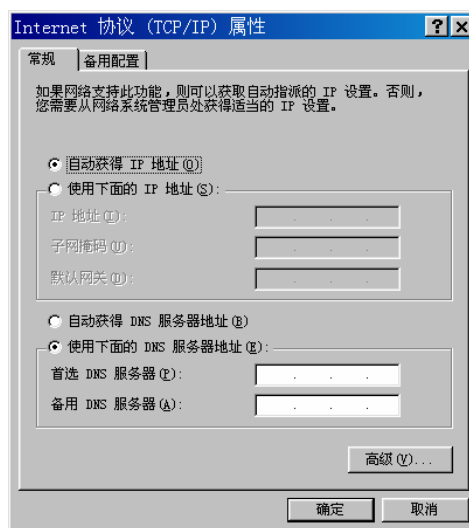 Internet 协议 (TCP/IP) 属性
常规 备用配置
如果网络支持此功能，则可以获取自动指派的 IP 设置。否则，
您需要从网络系统管理员处获得适当的 IP 设置。
自动获得 IP 地址(O)
使用下面的 IP 地址(S):
IP 地址(I):
子网掩码(U):
默认网关(D):
自动获得 DNS 服务器地址(B)
使用下面的 DNS 服务器地址(E):
首选 DNS 服务器(P):
备用 DNS 服务器(A):
高级(V)...
确定 取消